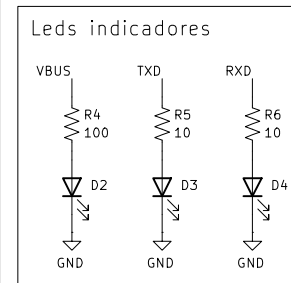 Leds indicadores
VBUS TXD RXD
R4 R5 R6
100 10 10
D2 D3 D4
GND GND GND